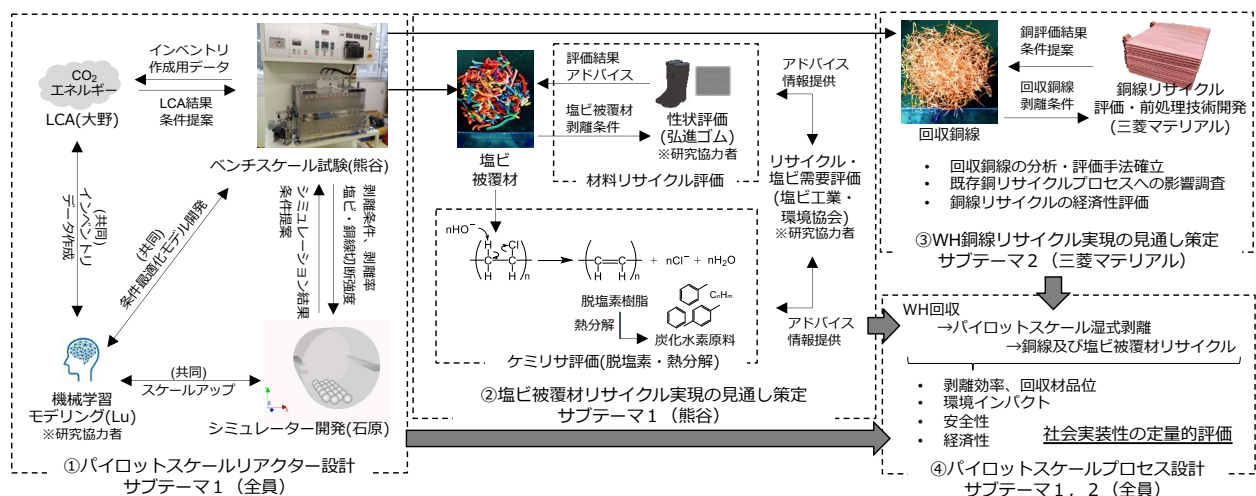 インベントリ
作成用データ
CO₂
エネルギー
LCA(大野)
LCA結果
条件提案
ベンチスケール試験(熊谷)
(共同)
インベントリ
データ作成
(共同)
条件最適化モデル開発
シミュレーション結果
条件提案
剥離条件、剥離率
塩ビ・銅線切断強度
機械学習
モデリング(Lu)
※研究協力者
(共同)
スケールアップ
シミュレーター開発(石原)
①パイロットスケールリアクター設計
サブテーマ1(全員)
評価結果
アドバイス
塩ビ被覆材
剥離条件
塩ビ
被覆材
性状評価
(弘進ゴム)
※研究協力者
材料リサイクル評価
アドバイス
情報提供
リサイクル・
塩ビ需要評価
(塩ビ工業・
環境協会)
※研究協力者
アドバイス
情報提供
nHO⁻
H
Cl
C
C
H
H
n
C=C
H
H
n
+ nCl⁻ + nH₂O
脱塩素樹脂
熱分解
CnHm
炭化水素原料
ケミリサ評価(脱塩素・熱分解)
②塩ビ被覆材リサイクル実現の見通し策定
サブテーマ1(熊谷)
銅評価結果
条件提案
回収銅線
剥離条件
回収銅線
銅線リサイクル
評価・前処理技術開発
(三菱マテリアル)
• 回収銅線の分析・評価手法確立
• 既存銅リサイクルプロセスへの影響調査
• 銅線リサイクルの経済性評価
③WH銅線リサイクル実現の見通し策定
サブテーマ2(三菱マテリアル)
WH回収
→パイロットスケール湿式剥離
→銅線及び塩ビ被覆材リサイクル
• 剥離効率、回収材品位
• 環境インパクト
• 安全性
• 経済性
社会実装性の定量的評価
④パイロットスケールプロセス設計
サブテーマ1,2(全員)